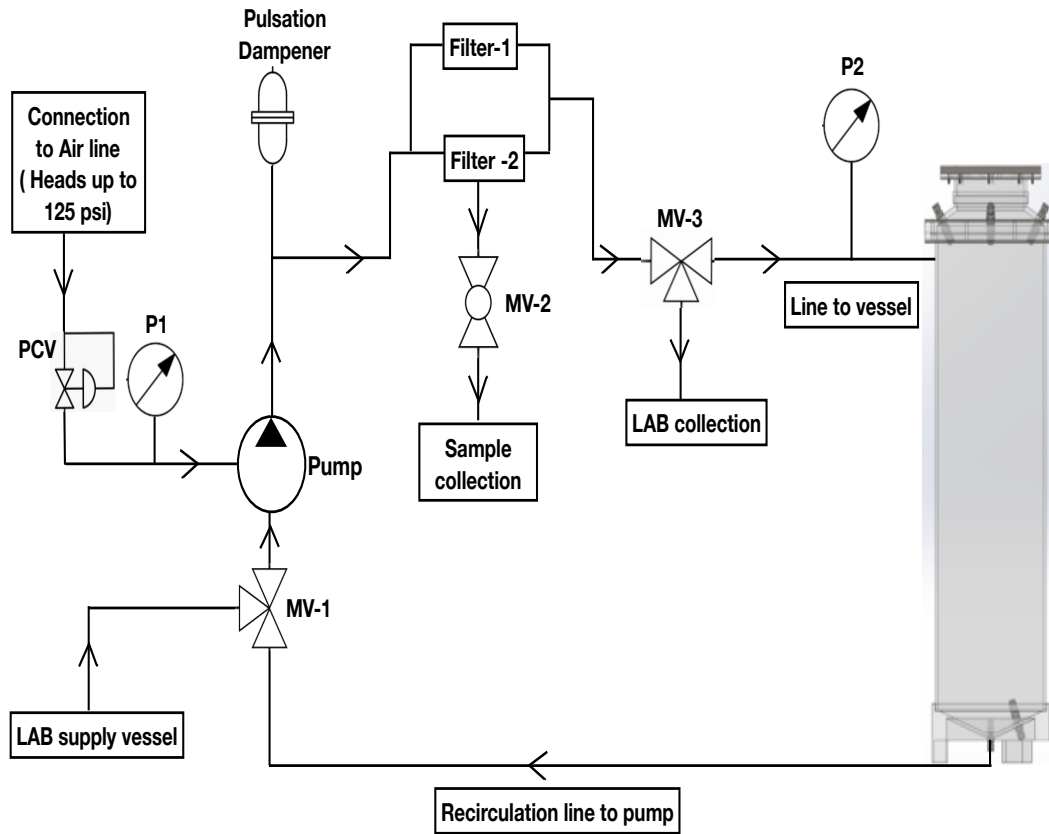 Pulsation
Dampener
Filter-1
Filter -2
P2
Connection
to Air line
( Heads up to
125 psi)
MV-3
MV-2
Line to vessel
P1
PCV
LAB collection
Sample
collection
Pump
MV-1
LAB supply vessel
Recirculation line to pump